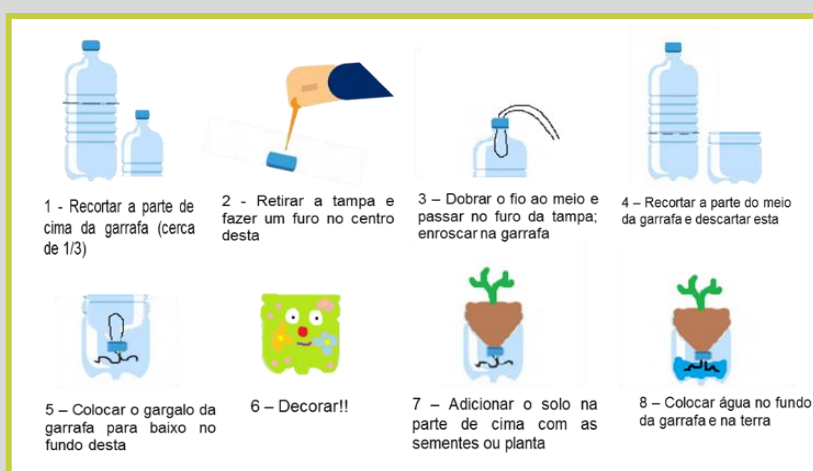 1 - Recortar a parte de
cima da garrafa (cerca
de 1/3)
2 - Retirar a tampa e
fazer um furo no centro
desta
3 – Dobrar o fio ao meio e
passar no furo da tampa;
enroscar na garrafa
4 – Recortar a parte do meio
da garrafa e descartar esta
5 – Colocar o gargalo da
garrafa para baixo no
fundo desta
6 – Decorar!!
7 – Adicionar o solo na
parte de cima com as
sementes ou planta
8 – Colocar água no fundo
da garrafa e na terra